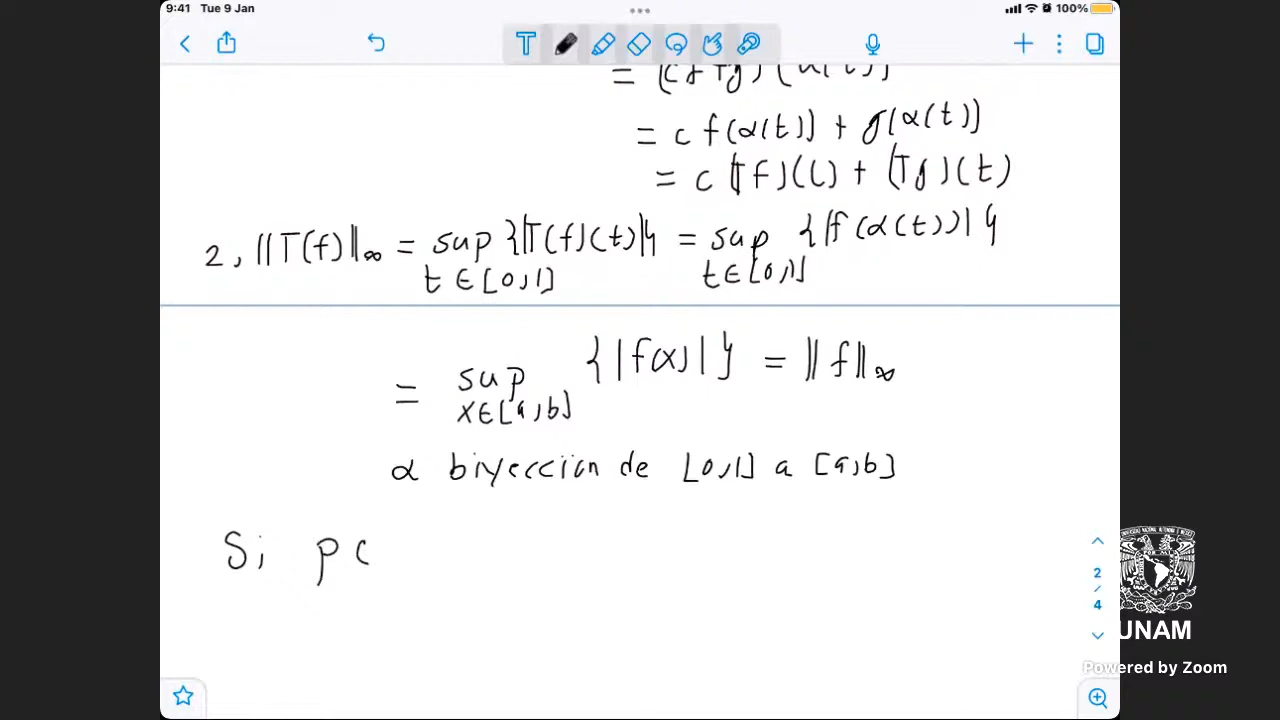 9:41 Tue 9 Jan 100%
= (cf+g)(α(t))
= c f(α(t)) + g(α(t))
= c (Tf)(t) + (Tg)(t)
2, ‖T(f)‖∞ = sup {|T(f)(t)|} = sup {|f(α(t))|}
t ∈ [0,1] t∈[0,1]
= sup {|f(x)|} = ‖f‖∞
x∈[a,b]
α biyección de [0,1] a [a,b]
Si p(
2
4
UNAM
Powered by Zoom